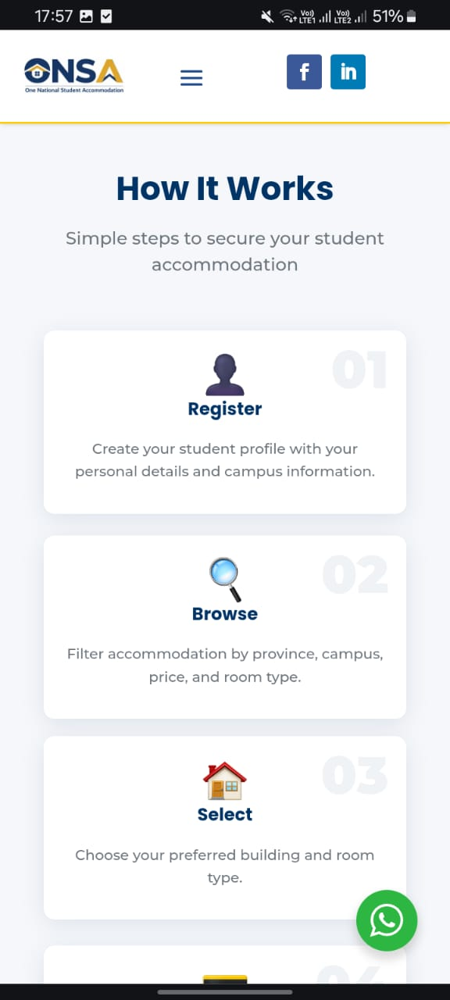 17:57 Vo) LTE1 Vo) LTE2 51%
ONSA
One National Student Accommodation
f in
How It Works
Simple steps to secure your student
accommodation
01
Register
Create your student profile with your
personal details and campus information.
02
Browse
Filter accommodation by province, campus,
price, and room type.
03
Select
Choose your preferred building and room
type.
04